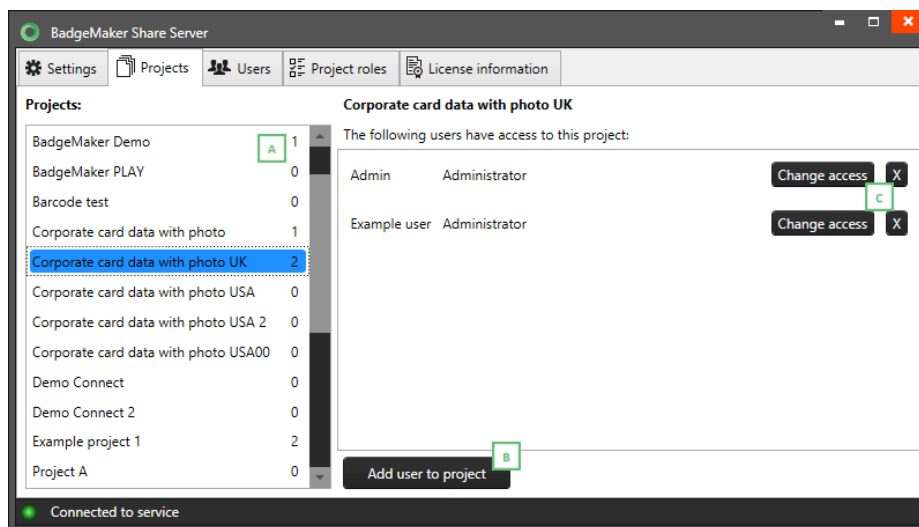 BadgeMaker Share Server
Settings Projects Users Project roles License information
Projects:
BadgeMaker Demo 1
A
BadgeMaker PLAY 0
Barcode test 0
Corporate card data with photo 1
Corporate card data with photo UK 2
Corporate card data with photo USA 0
Corporate card data with photo USA 2 0
Corporate card data with photo USA00 0
Demo Connect 0
Demo Connect 2 0
Example project 1 2
Project A 0
Corporate card data with photo UK
The following users have access to this project:
Admin Administrator Change access X
C
Example user Administrator Change access X
B
Add user to project
Connected to service